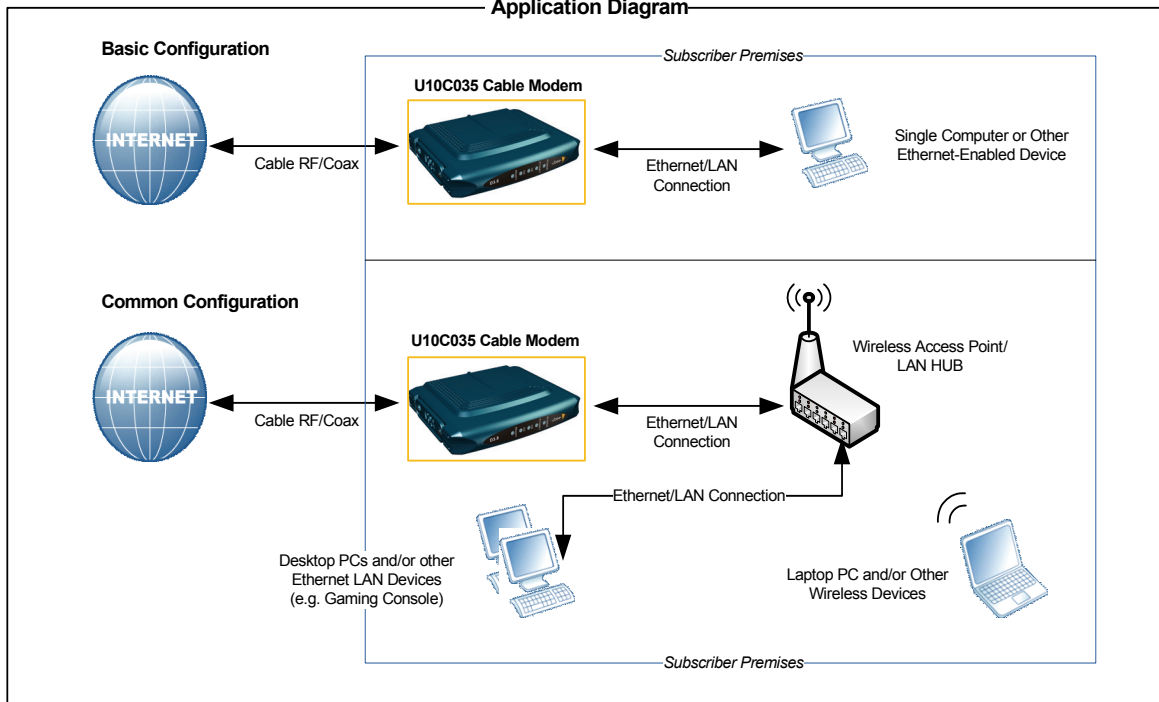 Application Diagram
Basic Configuration
Subscriber Premises
U10C035 Cable Modem
INTERNET
Cable RF/Coax
Ethernet/LAN
Connection
Single Computer or Other
Ethernet-Enabled Device
Common Configuration
U10C035 Cable Modem
INTERNET
Cable RF/Coax
Ethernet/LAN
Connection
Wireless Access Point/
LAN HUB
Ethernet/LAN Connection
Desktop PCs and/or other
Ethernet LAN Devices
(e.g. Gaming Console)
Laptop PC and/or Other
Wireless Devices
Subscriber Premises